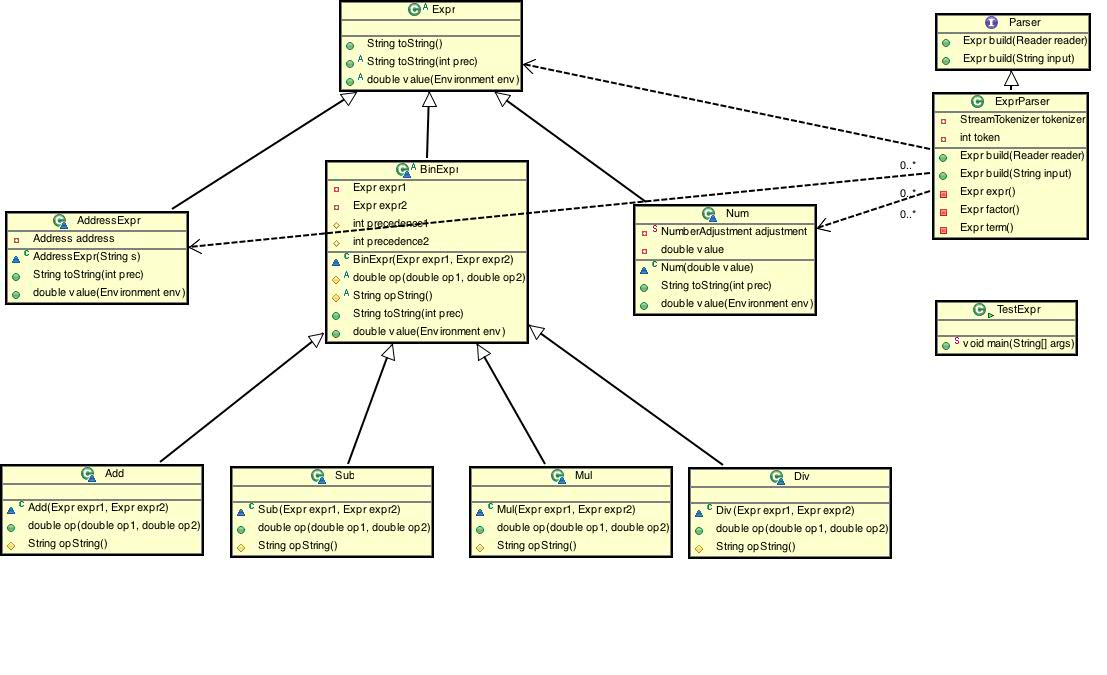 A Expr
String toString()
A String toString(int prec)
A double value(Environment env)
I Parser
Expr build(Reader reader)
Expr build(String input)
C ExprParser
StreamTokenizer tokenizer
int token
Expr build(Reader reader)
Expr build(String input)
Expr expr()
Expr factor()
Expr term()
0..*
0..*
0..*
A BinExpr
Expr expr1
Expr expr2
int precedence1
int precedence2
C BinExpr(Expr expr1, Expr expr2)
A double op(double op1, double op2)
A String opString()
String toString(int prec)
double value(Environment env)
AddressExpr
Address address
C AddressExpr(String s)
String toString(int prec)
double value(Environment env)
Num
S NumberAdjustment adjustment
double value
C Num(double value)
String toString(int prec)
double value(Environment env)
TestExpr
S void main(String[] args)
Add
C Add(Expr expr1, Expr expr2)
double op(double op1, double op2)
String opString()
Sub
C Sub(Expr expr1, Expr expr2)
double op(double op1, double op2)
String opString()
Mul
C Mul(Expr expr1, Expr expr2)
double op(double op1, double op2)
String opString()
Div
C Div(Expr expr1, Expr expr2)
double op(double op1, double op2)
String opString()